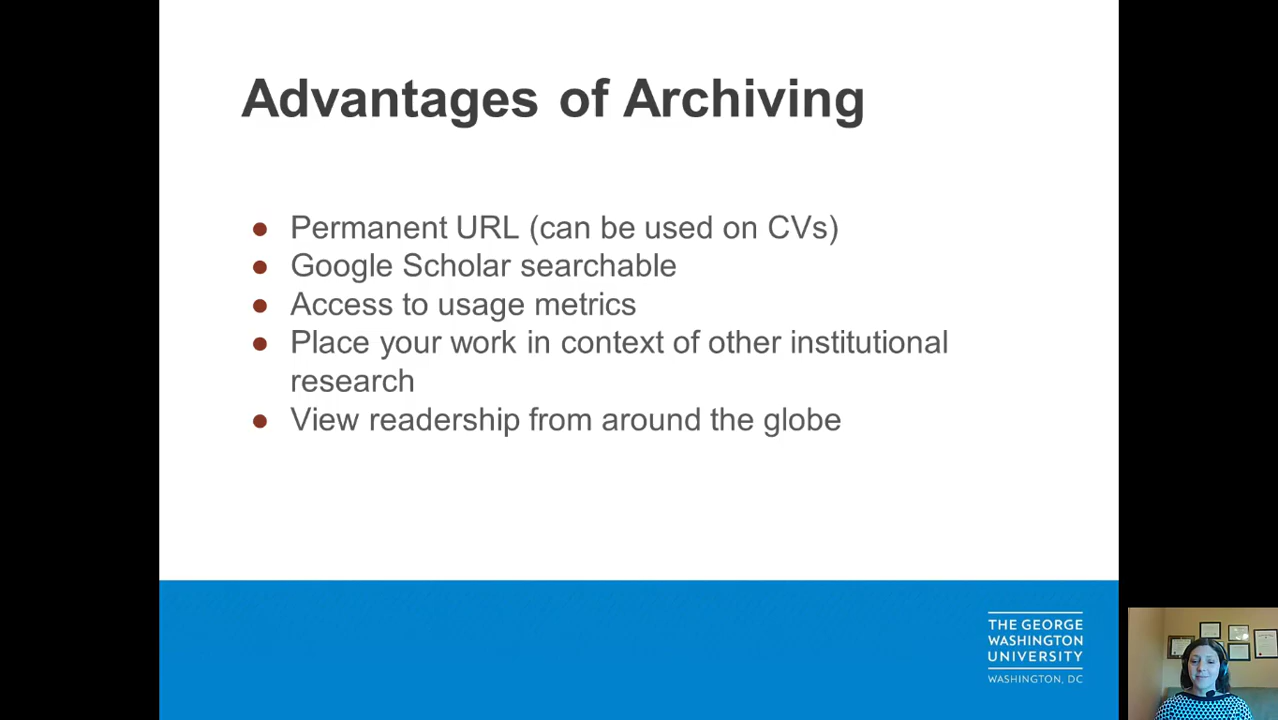 Advantages of Archiving
● Permanent URL (can be used on CVs)
● Google Scholar searchable
● Access to usage metrics
● Place your work in context of other institutional
research
● View readership from around the globe
THE GEORGE
WASHINGTON
UNIVERSITY
WASHINGTON, DC